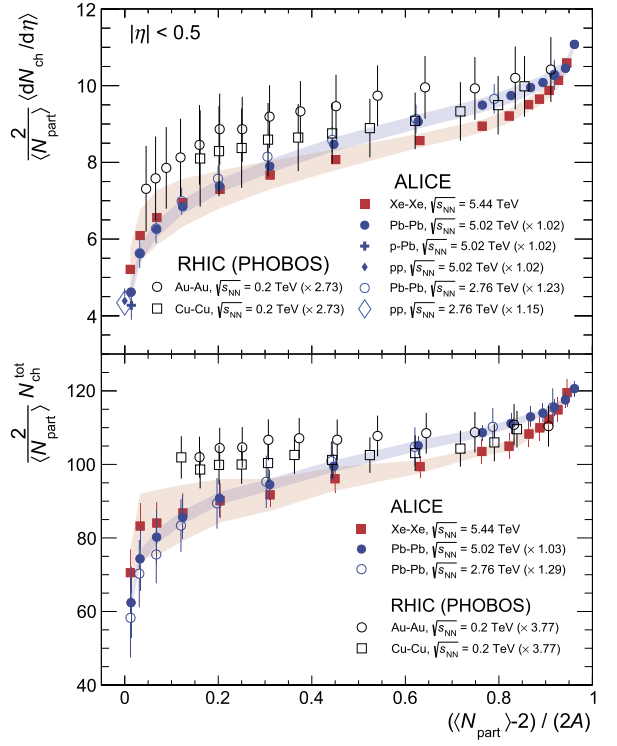 |η| < 0.5
2/⟨N_part⟩ ⟨dN_ch/dη⟩
12
10
8
6
4
ALICE
Xe-Xe, √s_NN = 5.44 TeV
Pb-Pb, √s_NN = 5.02 TeV (× 1.02)
p-Pb, √s_NN = 5.02 TeV (× 1.02)
pp, √s_NN = 5.02 TeV (× 1.02)
Pb-Pb, √s_NN = 2.76 TeV (× 1.23)
pp, √s_NN = 2.76 TeV (× 1.15)
RHIC (PHOBOS)
Au-Au, √s_NN = 0.2 TeV (× 2.73)
Cu-Cu, √s_NN = 0.2 TeV (× 2.73)
2/⟨N_part⟩ N_ch^tot
120
100
80
60
40
ALICE
Xe-Xe, √s_NN = 5.44 TeV
Pb-Pb, √s_NN = 5.02 TeV (× 1.03)
Pb-Pb, √s_NN = 2.76 TeV (× 1.29)
RHIC (PHOBOS)
Au-Au, √s_NN = 0.2 TeV (× 3.77)
Cu-Cu, √s_NN = 0.2 TeV (× 3.77)
0 0.2 0.4 0.6 0.8 1
(⟨N_part⟩-2) / (2A)